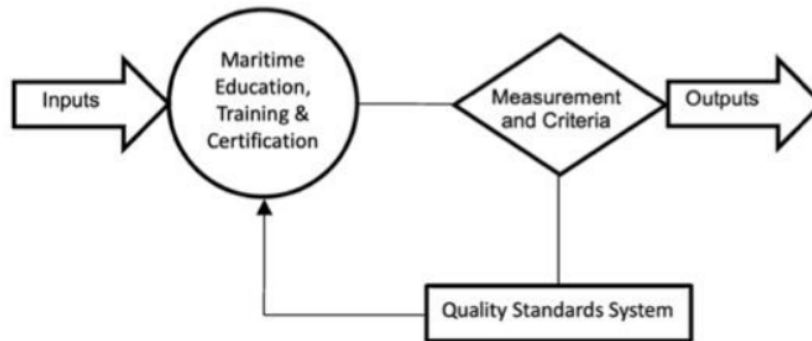 Inputs
Maritime
Education,
Training &
Certification
Measurement
and Criteria
Outputs
Quality Standards System